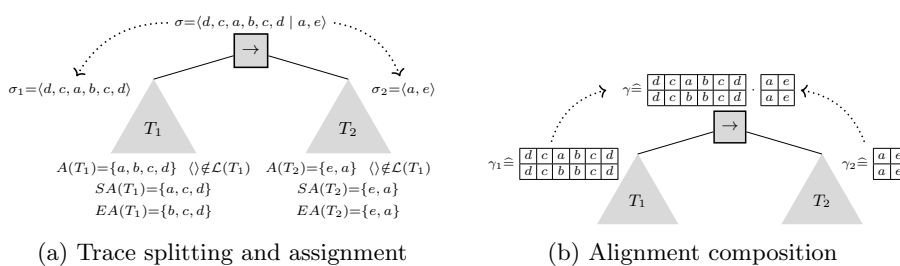 σ=⟨d, c, a, b, c, d | a, e⟩
→
σ₁=⟨d, c, a, b, c, d⟩
σ₂=⟨a, e⟩
T₁
T₂
A(T₁)={a, b, c, d} ⟨⟩∉ℒ(T₁)
SA(T₁)={a, c, d}
EA(T₁)={b, c, d}
A(T₂)={e, a} ⟨⟩∉ℒ(T₂)
SA(T₂)={e, a}
EA(T₂)={e, a}
(a) Trace splitting and assignment
γ≘ d c a b c d · a e
d c b b c d a e
→
γ₁≘ d c a b c d
d c b b c d
γ₂≘ a e
a e
T₁
T₂
(b) Alignment composition